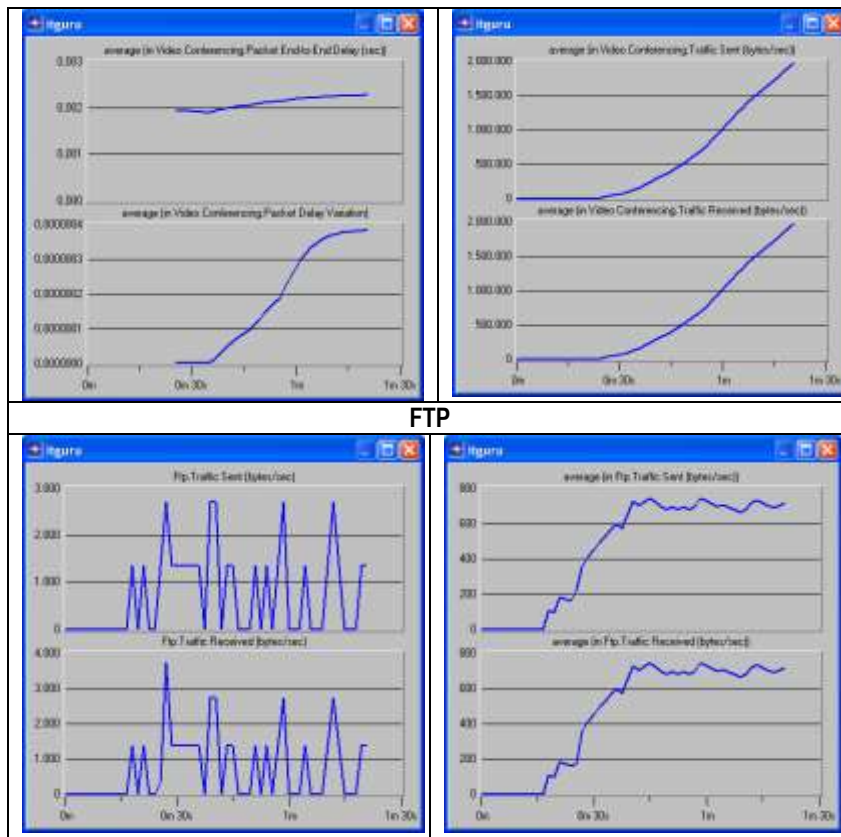 itguru
average (in Video Conferencing.Packet End-to-End Delay (sec))
0.003
0.002
0.001
0.000
average (in Video Conferencing.Packet Delay Variation)
0.0000004
0.0000003
0.0000002
0.0000001
0.0000000
0m
0m 30s
1m
1m 30s
itguru
average (in Video Conferencing.Traffic Sent (bytes/sec))
2.000.000
1.500.000
1.000.000
500.000
0
average (in Video Conferencing.Traffic Received (bytes/sec))
2.000.000
1.500.000
1.000.000
500.000
0
0m
0m 30s
1m
1m 30s
FTP
itguru
Ftp.Traffic Sent (bytes/sec)
3.000
2.000
1.000
0
Ftp.Traffic Received (bytes/sec)
4.000
3.000
2.000
1.000
0
0m
0m 30s
1m
1m 30s
itguru
average (in Ftp.Traffic Sent (bytes/sec))
800
600
400
200
0
average (in Ftp.Traffic Received (bytes/sec))
800
600
400
200
0
0m
0m 30s
1m
1m 30s